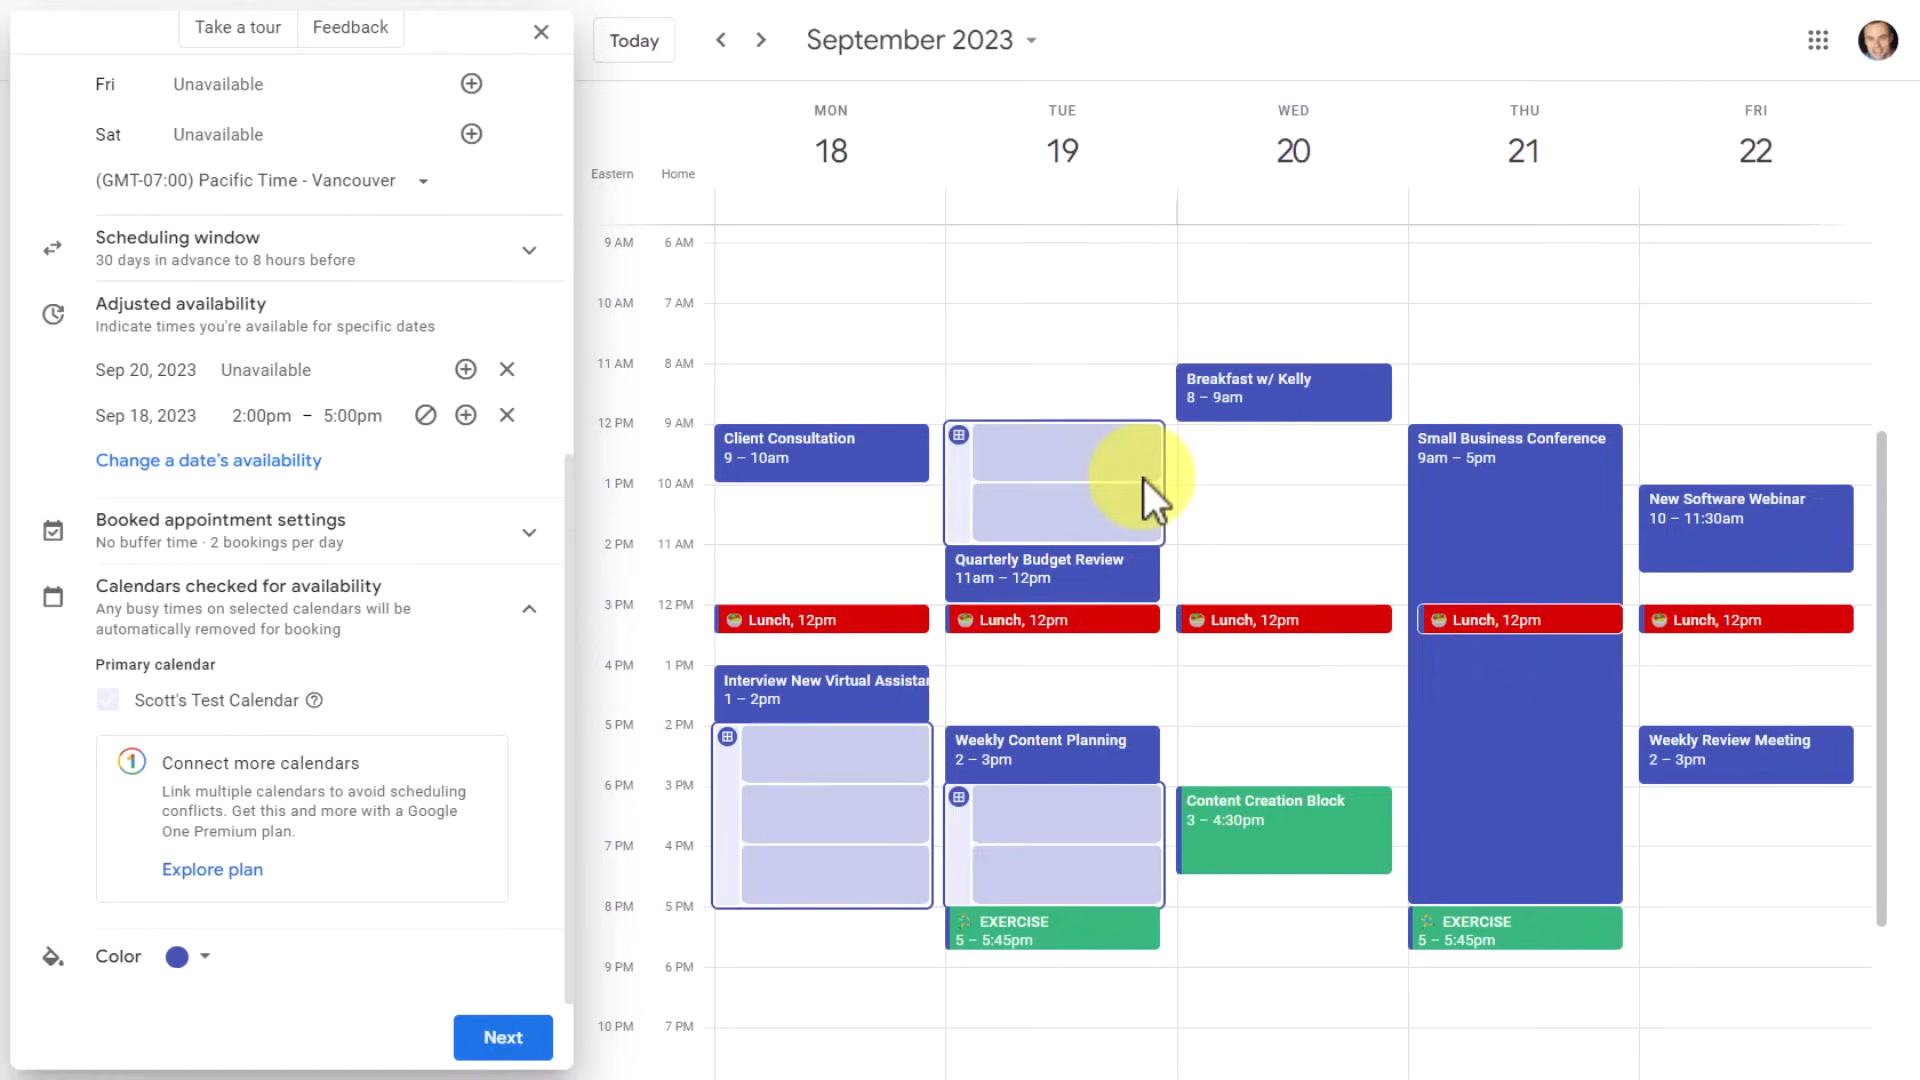 Take a tour
Feedback
Fri Unavailable
Sat Unavailable
(GMT-07:00) Pacific Time - Vancouver
Scheduling window
30 days in advance to 8 hours before
Adjusted availability
Indicate times you're available for specific dates
Sep 20, 2023 Unavailable
Sep 18, 2023 2:00pm – 5:00pm
Change a date's availability
Booked appointment settings
No buffer time · 2 bookings per day
Calendars checked for availability
Any busy times on selected calendars will be
automatically removed for booking
Primary calendar
Scott's Test Calendar
1
Connect more calendars
Link multiple calendars to avoid scheduling
conflicts. Get this and more with a Google
One Premium plan.
Explore plan
Color
Next
Today
September 2023
MON
18
TUE
19
WED
20
THU
21
FRI
22
Eastern Home
9 AM 6 AM
10 AM 7 AM
11 AM 8 AM
12 PM 9 AM
1 PM 10 AM
2 PM 11 AM
3 PM 12 PM
4 PM 1 PM
5 PM 2 PM
6 PM 3 PM
7 PM 4 PM
8 PM 5 PM
9 PM 6 PM
10 PM 7 PM
Client Consultation
9 – 10am
Lunch, 12pm
Interview New Virtual Assistan
1 – 2pm
Quarterly Budget Review
11am – 12pm
Lunch, 12pm
Weekly Content Planning
2 – 3pm
EXERCISE
5 – 5:45pm
Breakfast w/ Kelly
8 – 9am
Lunch, 12pm
Content Creation Block
3 – 4:30pm
Small Business Conference
9am – 5pm
Lunch, 12pm
EXERCISE
5 – 5:45pm
New Software Webinar
10 – 11:30am
Lunch, 12pm
Weekly Review Meeting
2 – 3pm